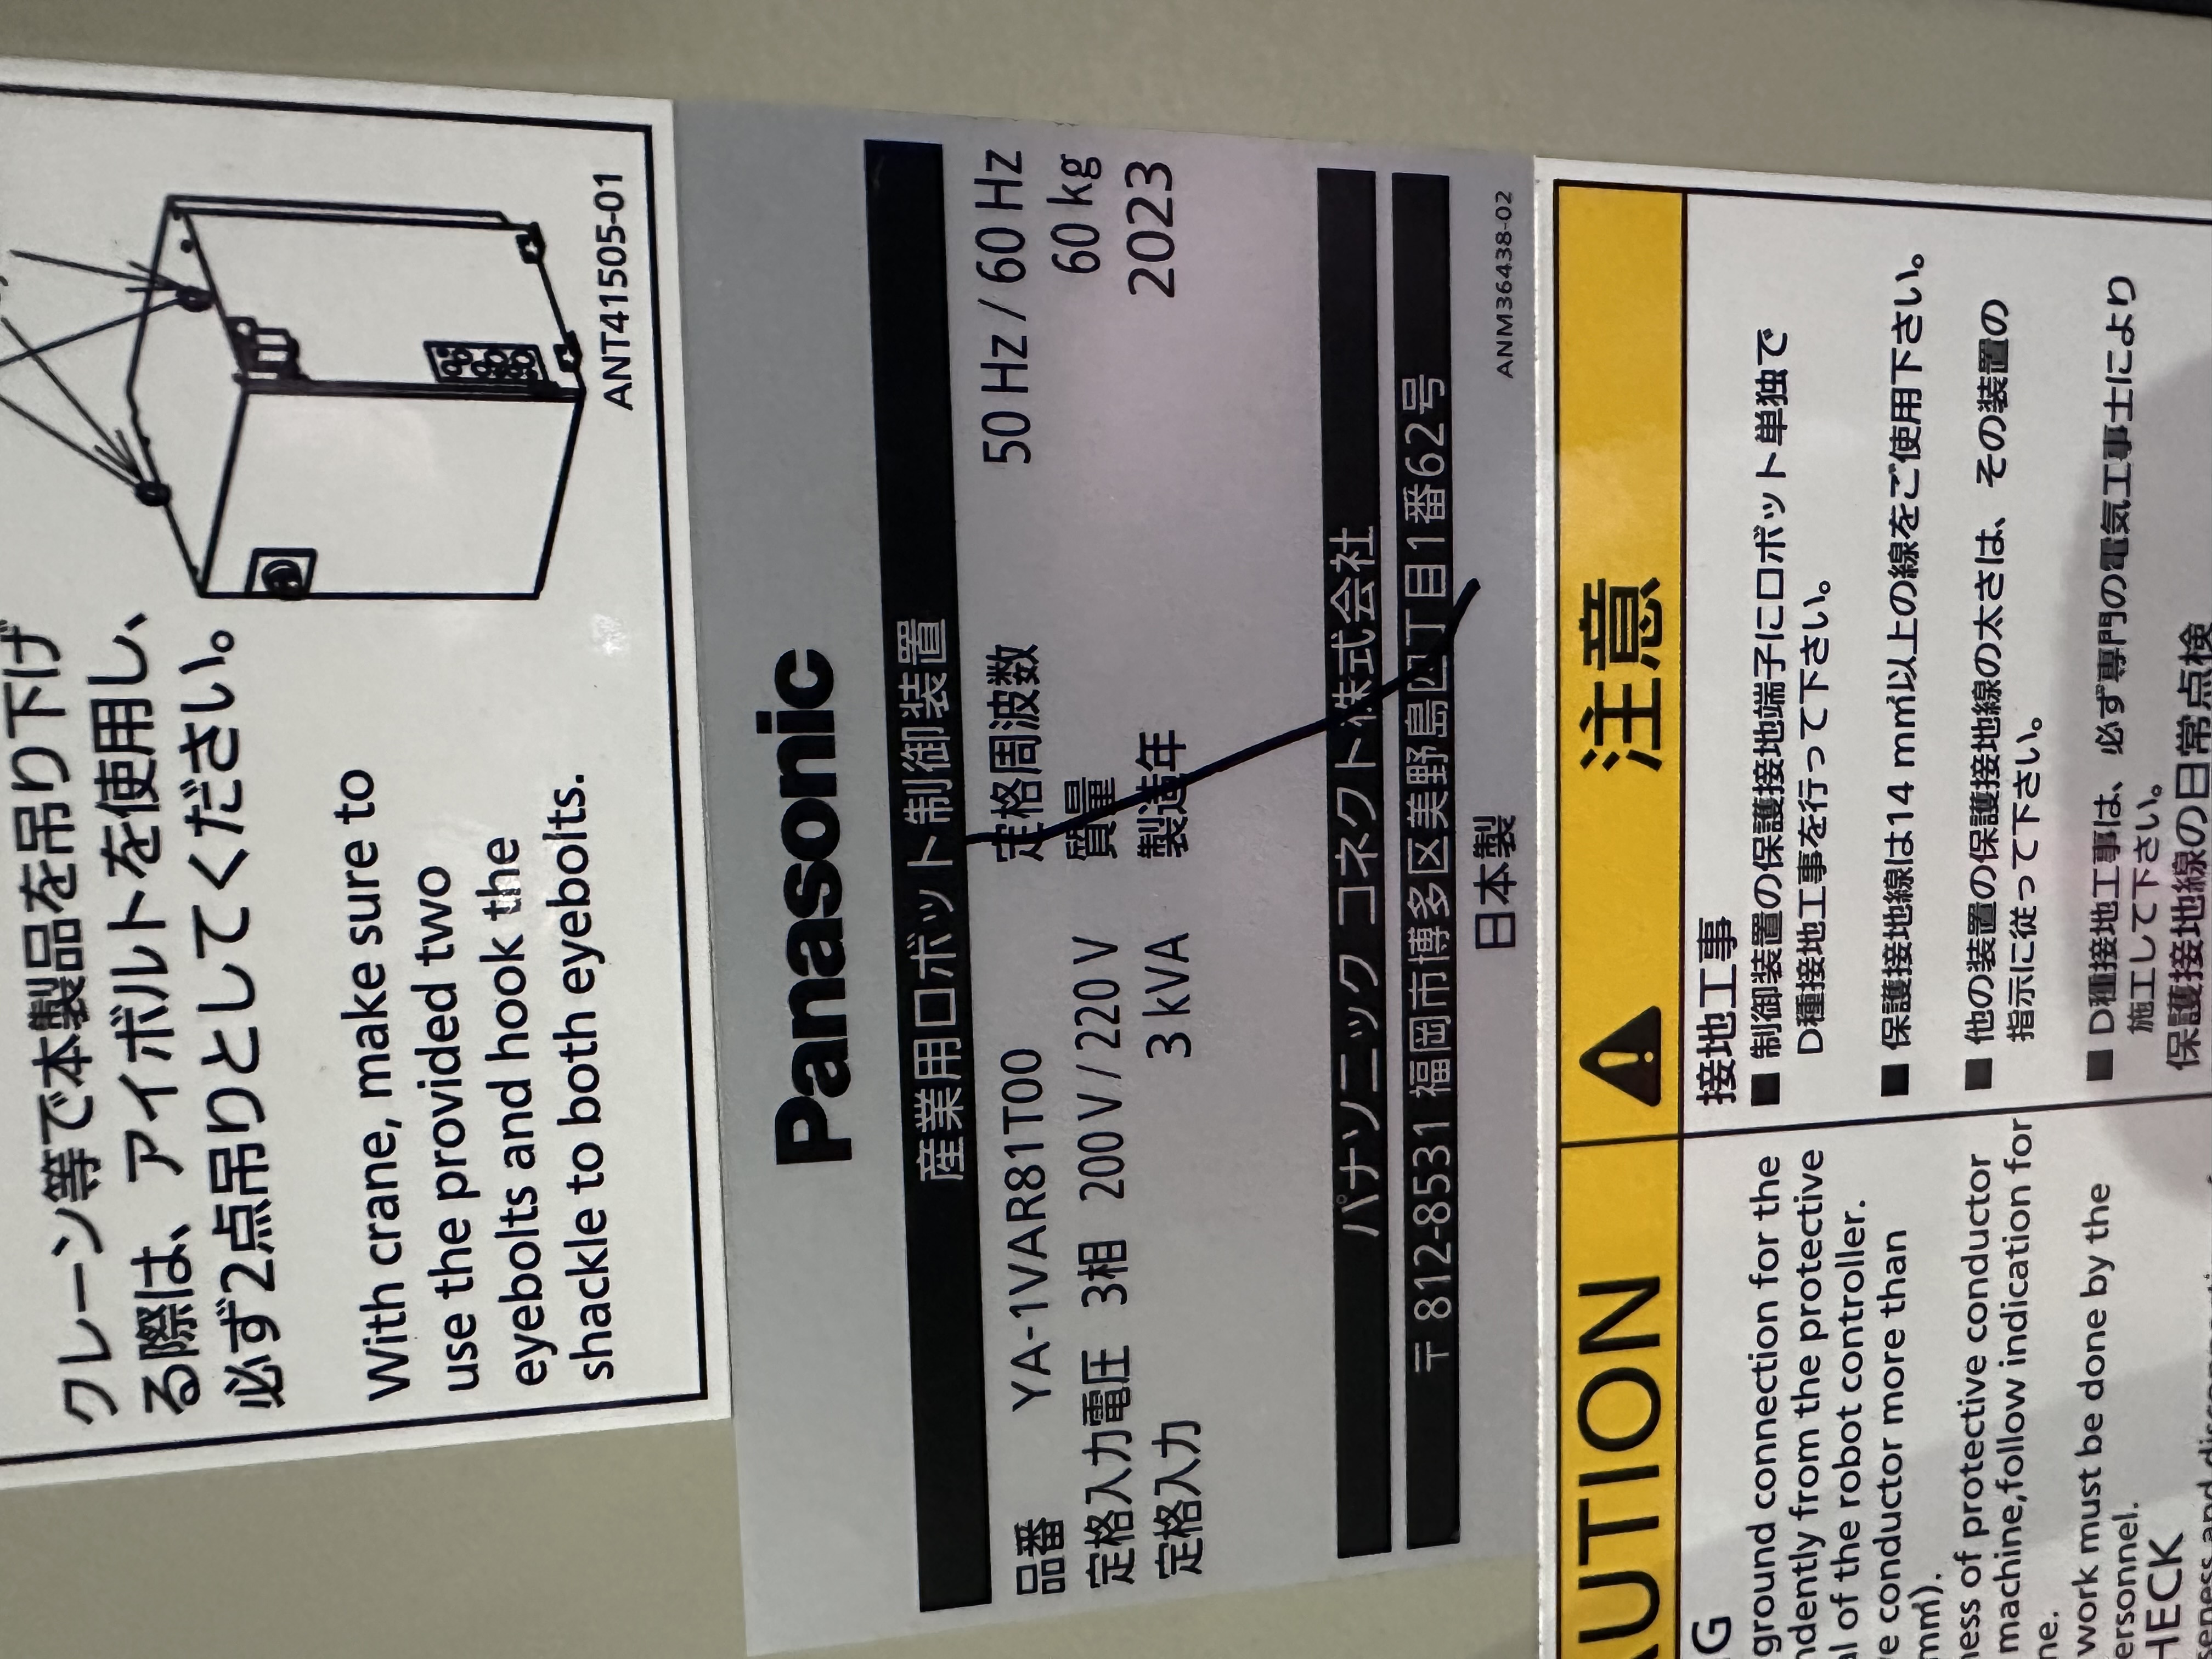 クレーン等で本製品を吊り下げ
る際は、アイボルトを使用し、
必ず2点吊りとしてください。
With crane, make sure to
use the provided two
eyebolts and hook the
shackle to both eyebolts.
ANT41505-01
Panasonic
産業用ロボット制御装置
品番 YA-1VAR81T00 定格周波数 50 Hz / 60 Hz
定格入力電圧 3相 200 V / 220 V 質量 60 kg
定格入力 3 kVA 製造年 2023
パナソニック コネクト株式会社
〒 812-8531 福岡市博多区美野島四丁目1番62号
日本製
ANM36438-02
AUTION
G
ground connection for the
ndently from the protective
al of the robot controller.
e conductor more than
mm).
ness of protective conductor
machine,follow indication for
ne.
work must be done by the
ersonnel.
HECK
注意
接地工事
■ 制御装置の保護接地端子にロボット単独で
D種接地工事を行って下さい。
■ 保護接地線は14 ㎟以上の線をご使用下さい。
■ 他の装置の保護接地線の太さは、その装置の
指示に従って下さい。
■ D種接地工事は、必ず専門の電気工事士により
施工して下さい。
保護接地線の日常点検